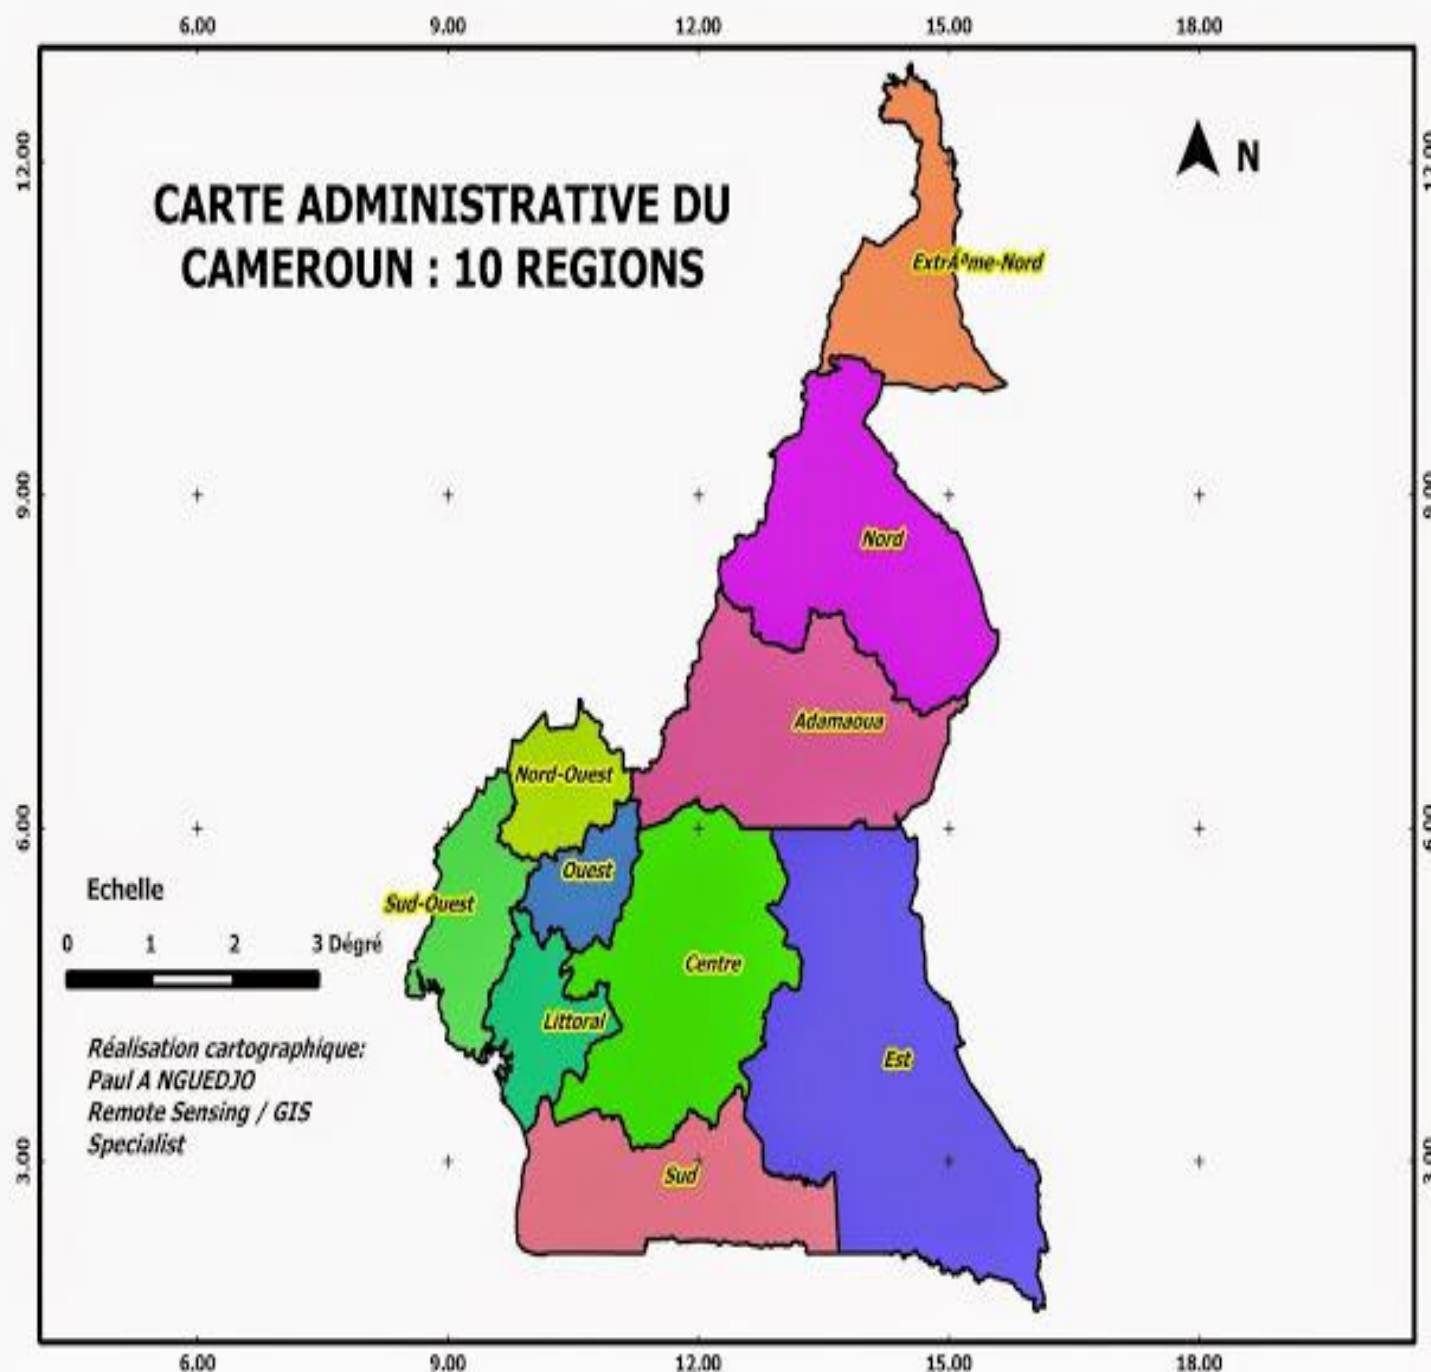 6.00 9.00 12.00 15.00 18.00
12.00 12.00
N
CARTE ADMINISTRATIVE DU
CAMEROUN : 10 REGIONS
ExtrÃªme-Nord
9.00 9.00
Nord
Adamaoua
Nord-Ouest
6.00 6.00
Ouest
Echelle
Sud-Ouest
0 1 2 3 Dégré
Centre
Littoral
Réalisation cartographique:
Paul A NGUEDJO
Remote Sensing / GIS
Specialist
Est
3.00 3.00
Sud
6.00 9.00 12.00 15.00 18.00